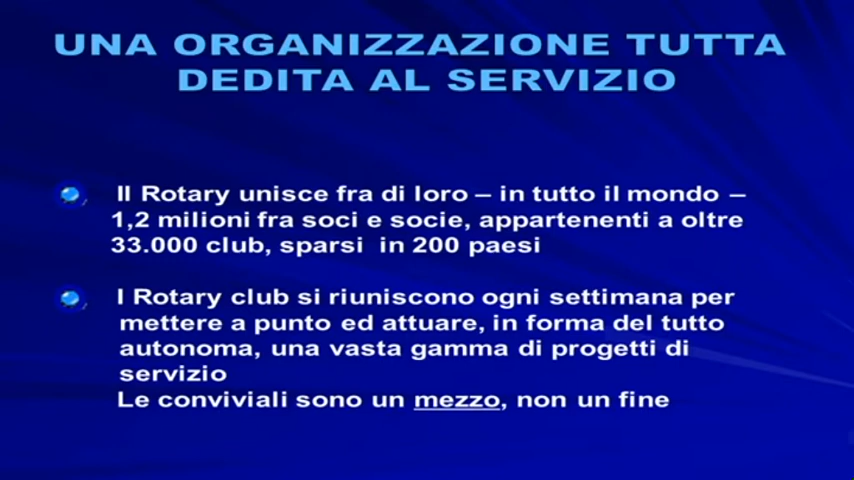 UNA ORGANIZZAZIONE TUTTA
DEDITA AL SERVIZIO
Il Rotary unisce fra di loro – in tutto il mondo –
1,2 milioni fra soci e socie, appartenenti a oltre
33.000 club, sparsi in 200 paesi
I Rotary club si riuniscono ogni settimana per
mettere a punto ed attuare, in forma del tutto
autonoma, una vasta gamma di progetti di
servizio
Le conviviali sono un mezzo, non un fine